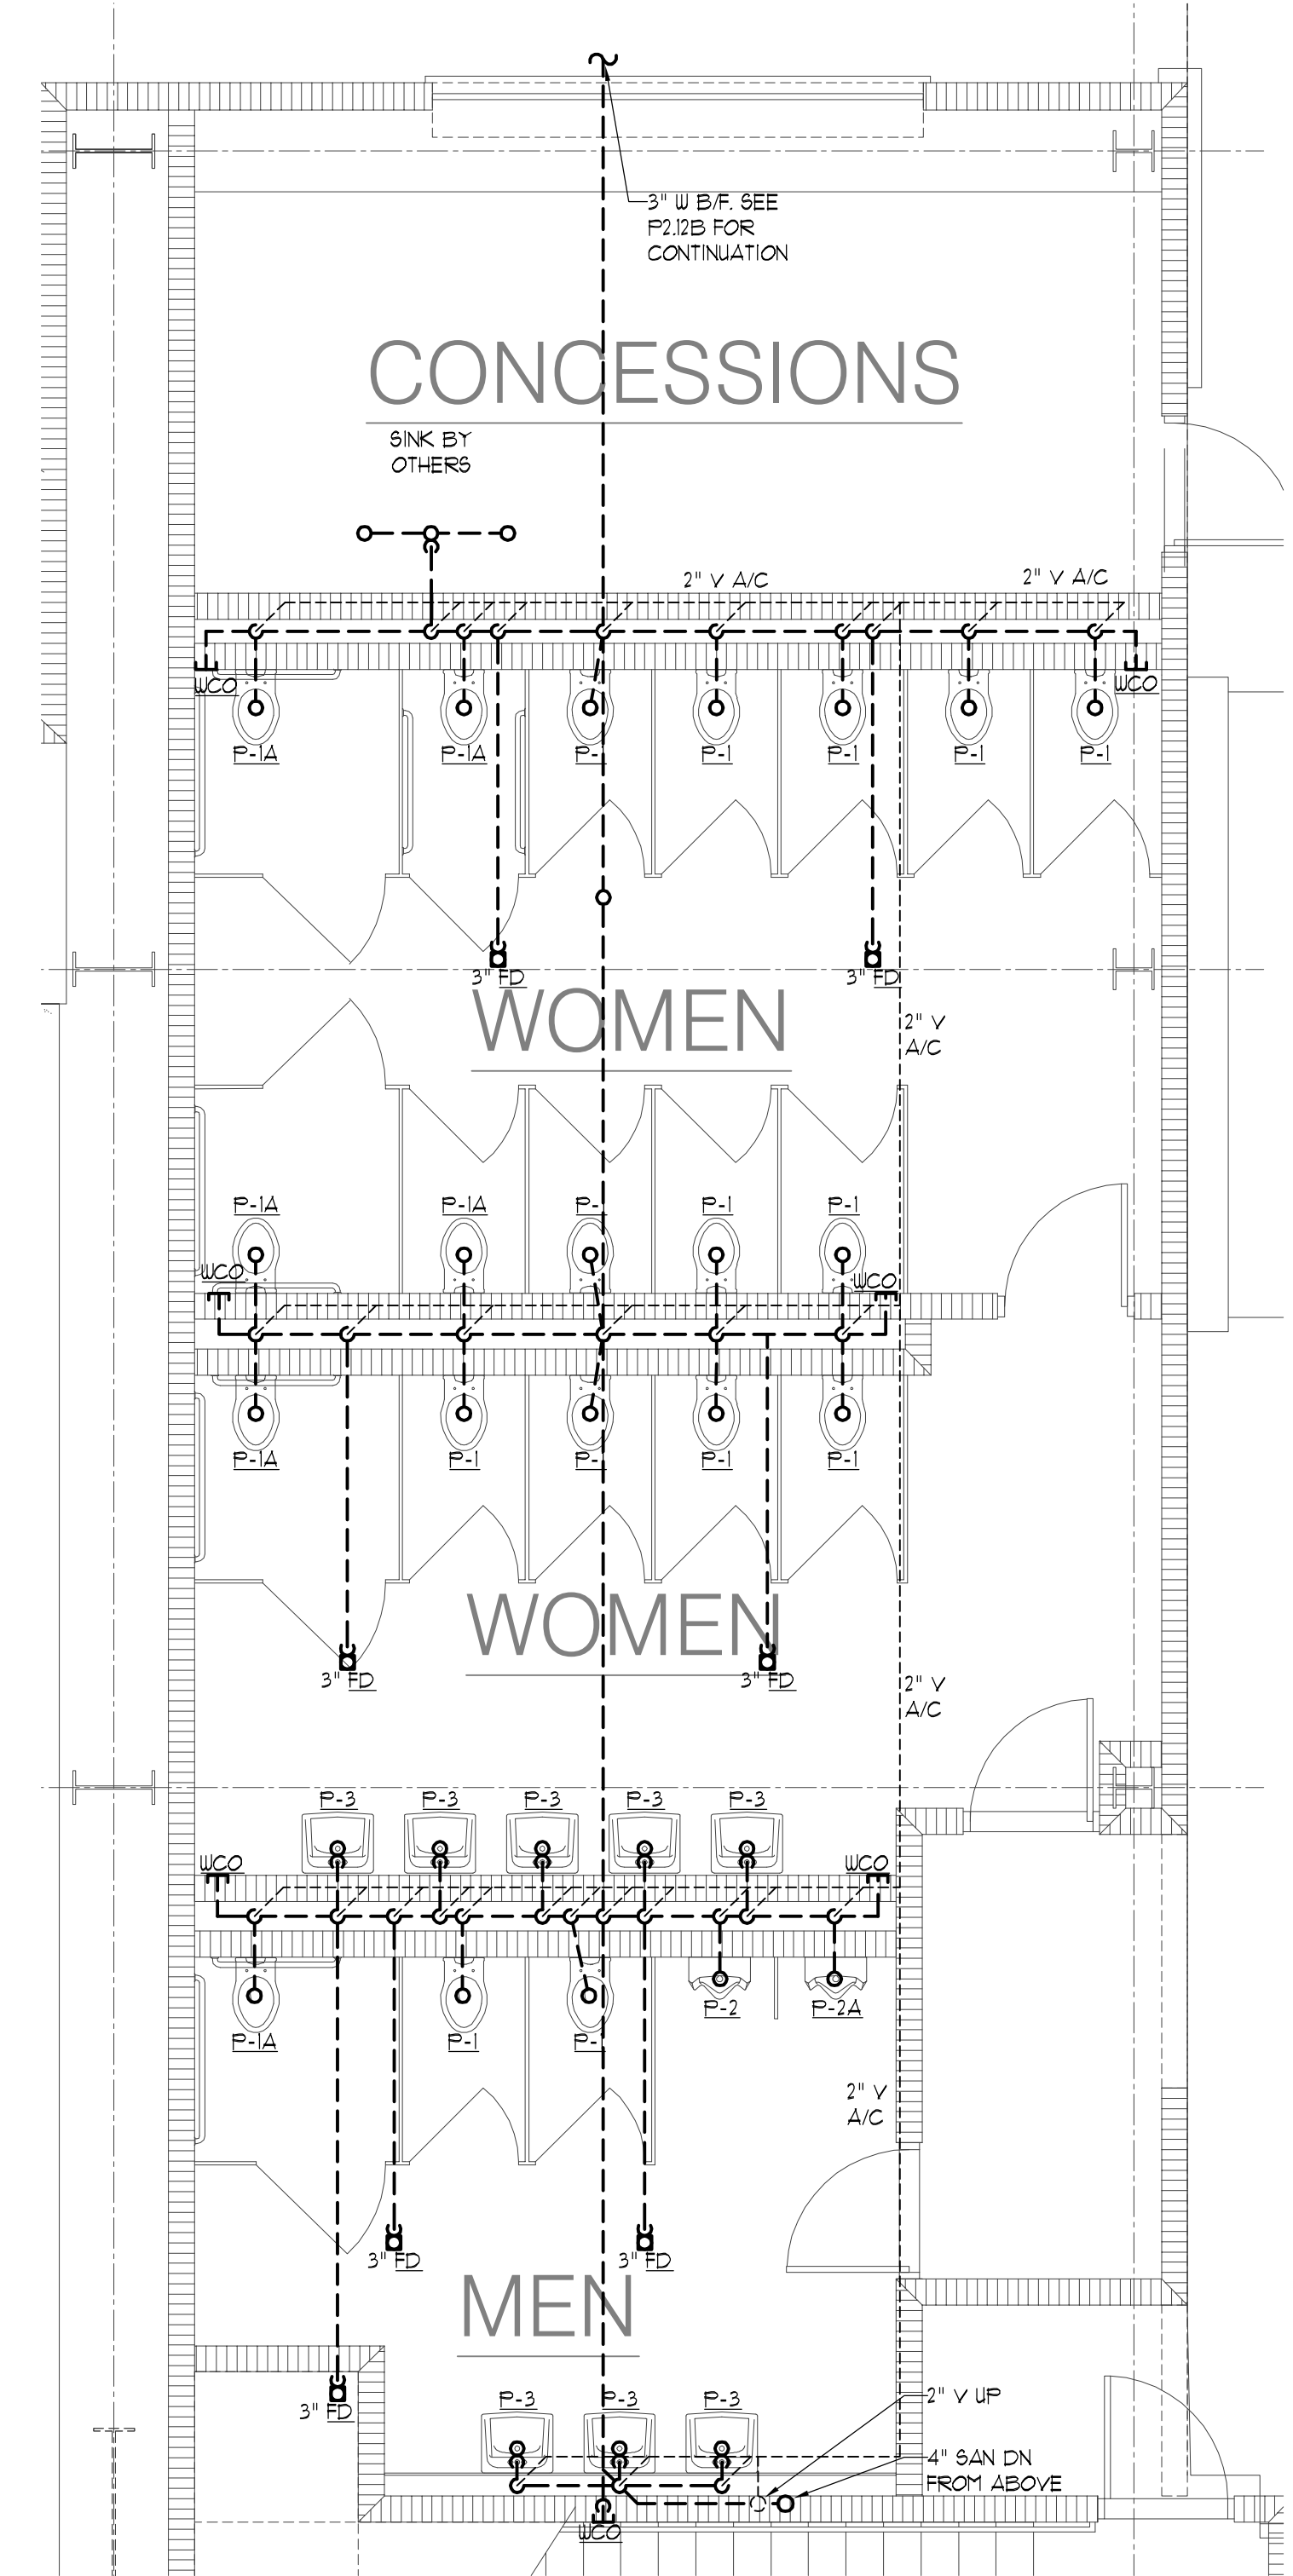 3" W B/F. SEE
P2.12B FOR
CONTINUATION
CONCESSIONS
SINK BY
OTHERS
2" V A/C
2" V A/C
WCO
WCO
P-1A
P-1A
P-1
P-1
P-1
P-1
P-1
3" FD
3" FD
WOMEN
2" V
A/C
P-1A
P-1A
P-1
P-1
P-1
WCO
WCO
P-1A
P-1
P-1
P-1
P-1
WOMEN
3" FD
3" FD
2" V
A/C
P-3
P-3
P-3
P-3
P-3
WCO
WCO
P-1A
P-1
P-1
P-2
P-2A
2" V
A/C
3" FD
3" FD
MEN
3" FD
P-3
P-3
P-3
2" V UP
4" SAN DN
FROM ABOVE
WCO